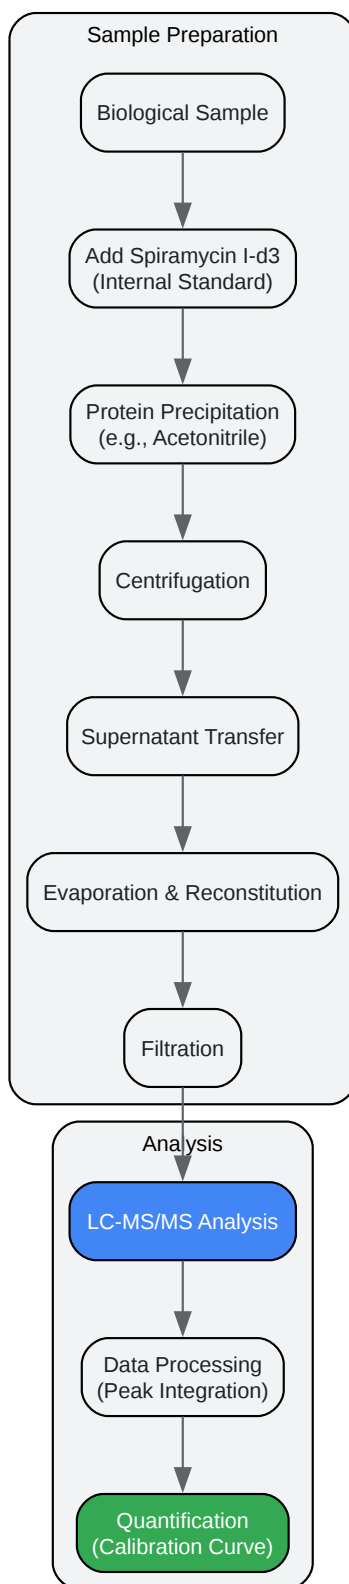 Sample Preparation
Biological Sample
Add Spiramycin I-d3
(Internal Standard)
Protein Precipitation
(e.g., Acetonitrile)
Centrifugation
Supernatant Transfer
Evaporation & Reconstitution
Filtration
Analysis
LC-MS/MS Analysis
Data Processing
(Peak Integration)
Quantification
(Calibration Curve)